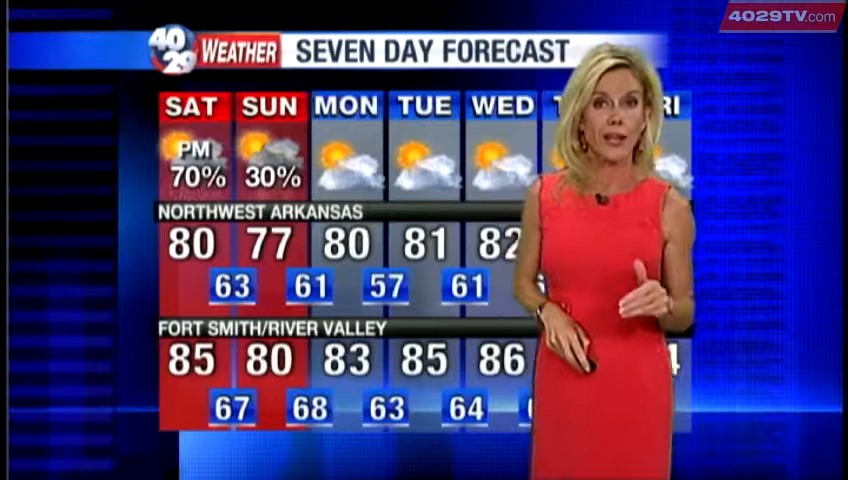 4029TV.com
40
29
WEATHER
SEVEN DAY FORECAST
SAT SUN MON TUE WED
PM
70% 30%
NORTHWEST ARKANSAS
80 77 80 81 82
63 61 57 61
FORT SMITH/RIVER VALLEY
85 80 83 85 86
67 68 63 64